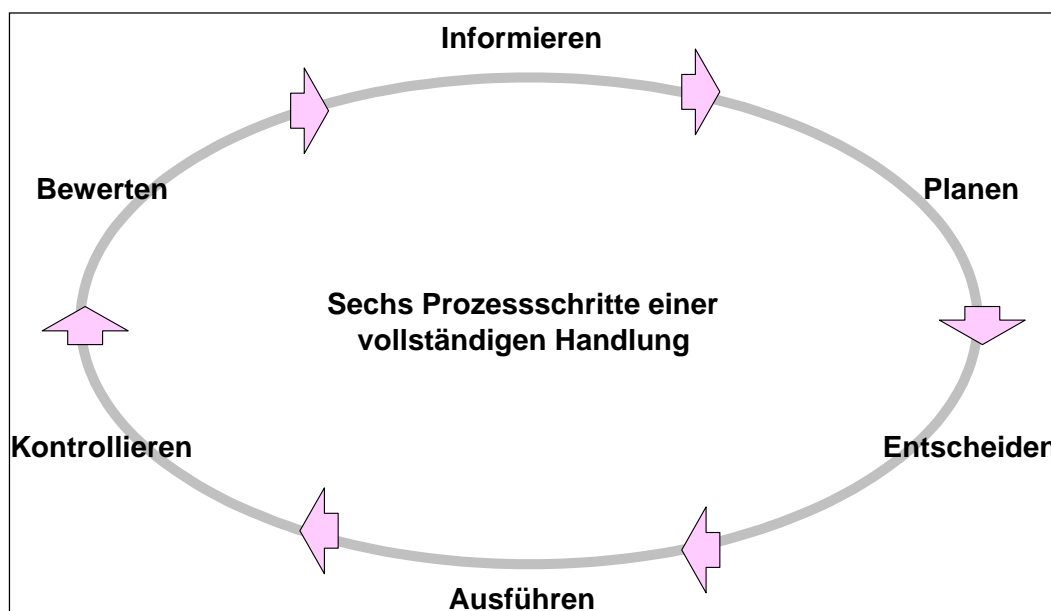 Informieren
Bewerten
Planen
Sechs Prozessschritte einer
vollständigen Handlung
Kontrollieren
Entscheiden
Ausführen